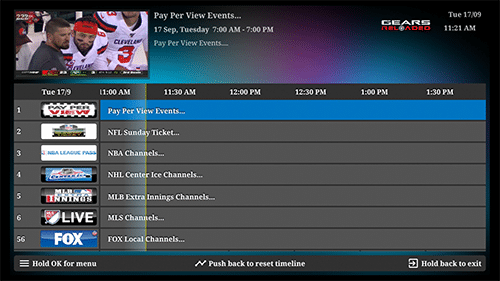 Pay Per View Events...
Tue 17/09
17 Sep, Tuesday 7:00 AM - 7:00 PM
GEARS
RELOADED
11:21 AM
Pay Per View Events....
CLEVELAND
Tue 17/9 11:00 AM 11:30 AM 12:00 PM 12:30 PM 1:00 PM 1:30 PM
1 PAY PER VIEW Pay Per View Events...
2 NFL Sunday Ticket...
3 NBA LEAGUE PASS NBA Channels...
4 NHL Center Ice Channels...
5 MLB EXTRA INNINGS MLB Extra Innings Channels...
6 MLS LIVE MLS Channels...
56 FOX FOX Local Channels...
Hold OK for menu Push back to reset timeline Hold back to exit